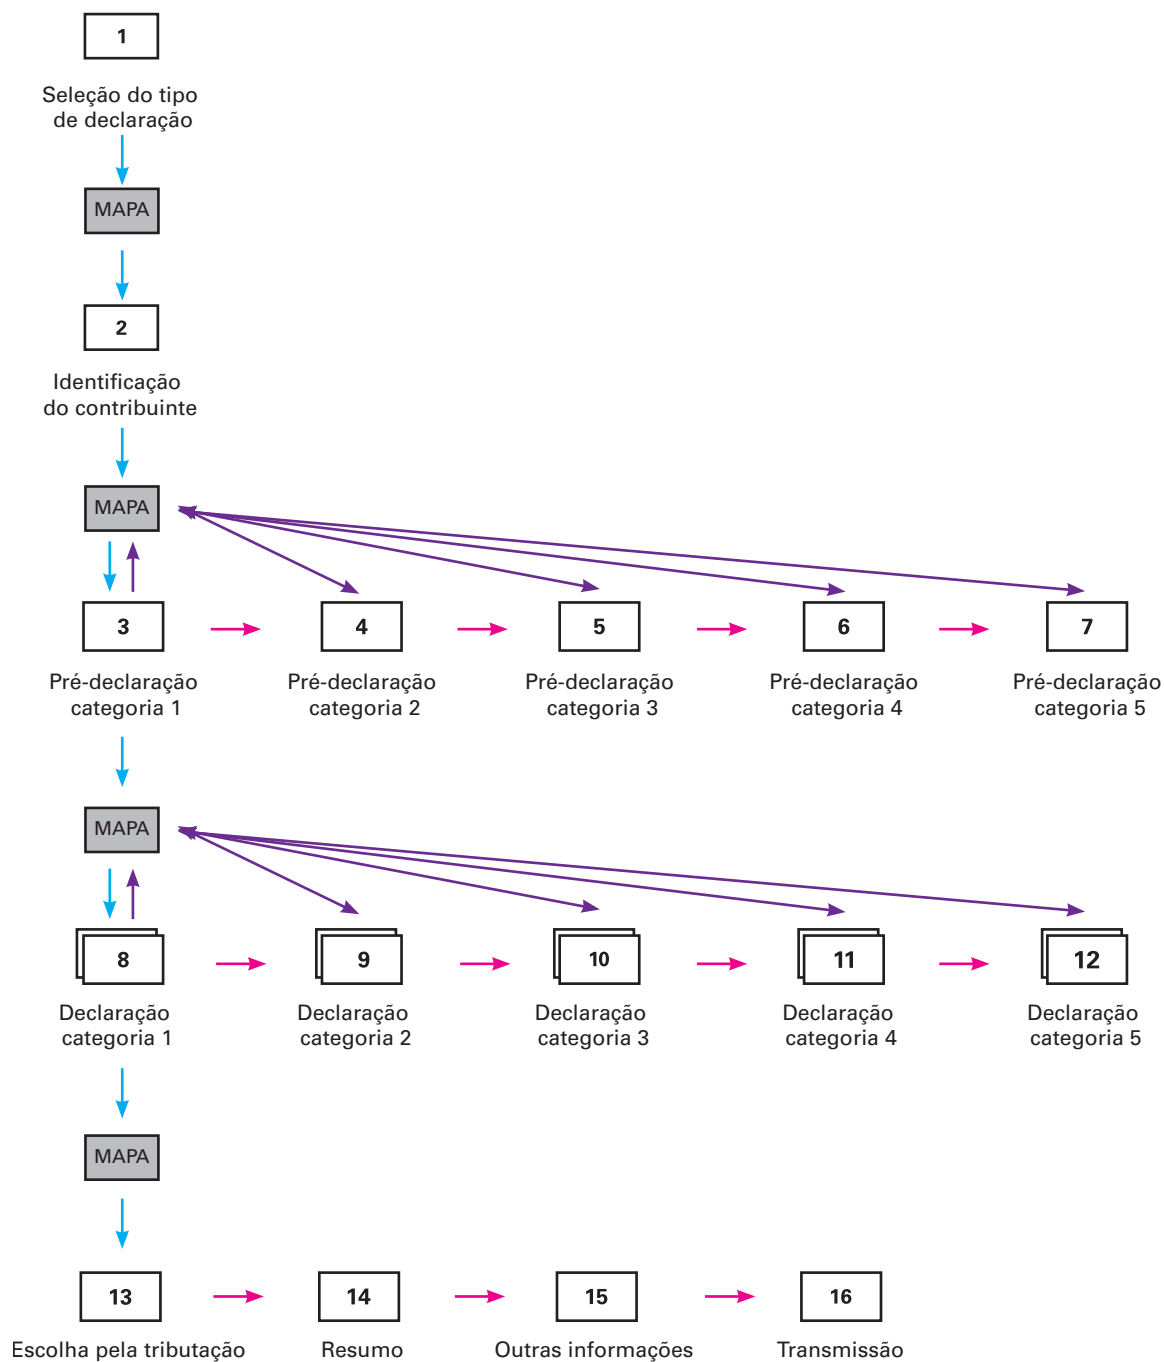 1
Seleção do tipo
de declaração
MAPA
2
Identificação
do contribuinte
MAPA
3
4
5
6
7
Pré-declaração
categoria 1
Pré-declaração
categoria 2
Pré-declaração
categoria 3
Pré-declaração
categoria 4
Pré-declaração
categoria 5
MAPA
8
9
10
11
12
Declaração
categoria 1
Declaração
categoria 2
Declaração
categoria 3
Declaração
categoria 4
Declaração
categoria 5
MAPA
13
14
15
16
Escolha pela tributação
Resumo
Outras informações
Transmissão